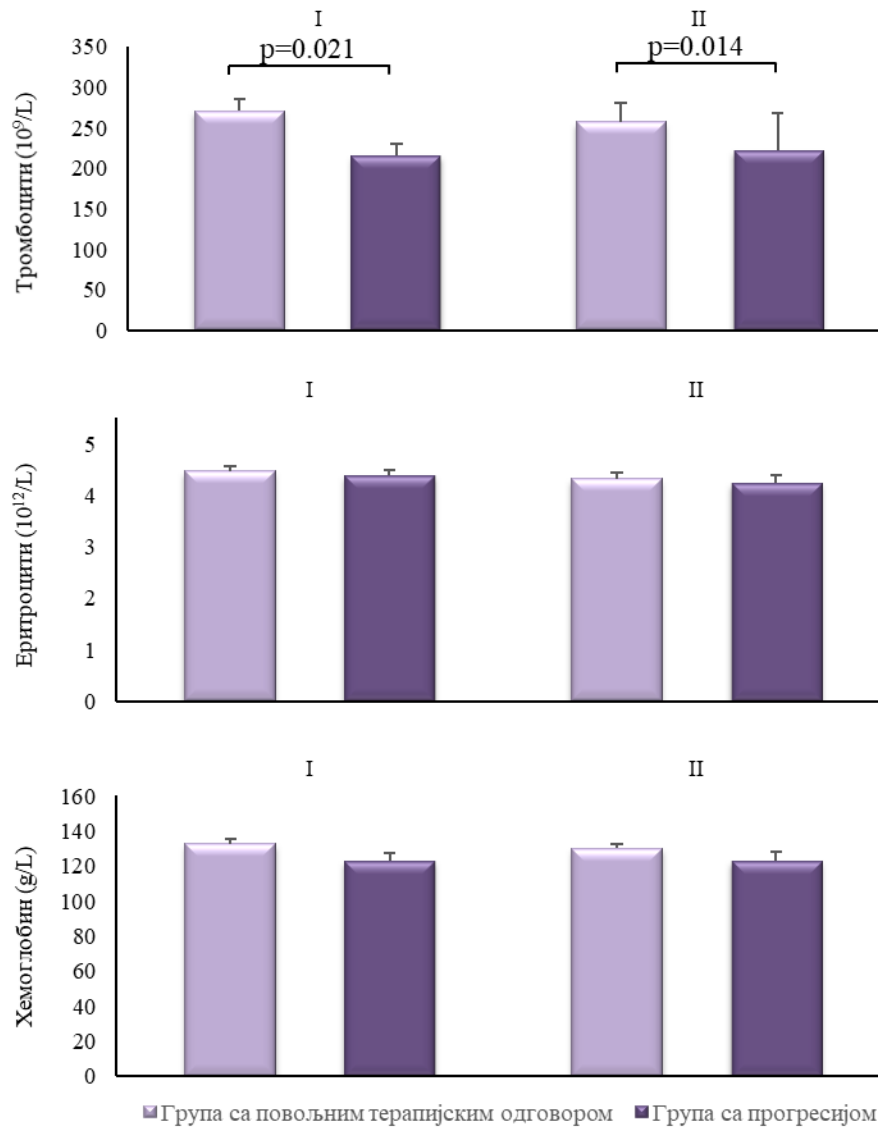 I II
p=0.021 p=0.014
Тромбоцити (10⁹/L)
350
300
250
200
150
100
50
0
I II
Еритроцити (10¹²/L)
5
4
3
2
1
0
I II
Хемоглобин (g/L)
160
140
120
100
80
60
40
20
0
Група са повољним терапијским одговором Група са прогресијом